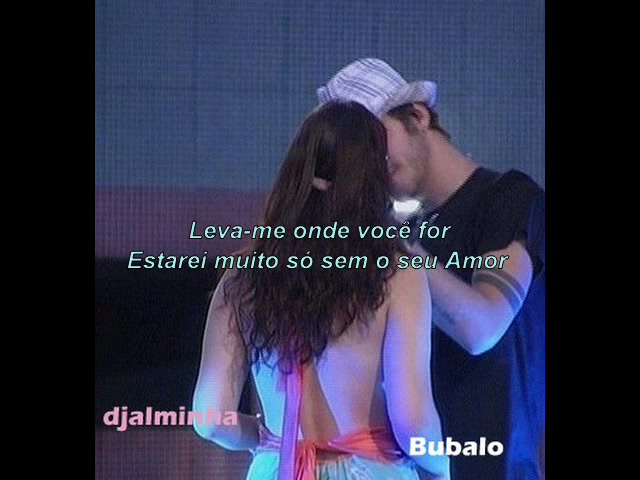 Leva-me onde você for
Estarei muito só sem o seu Amor
djalminha
Bubalo